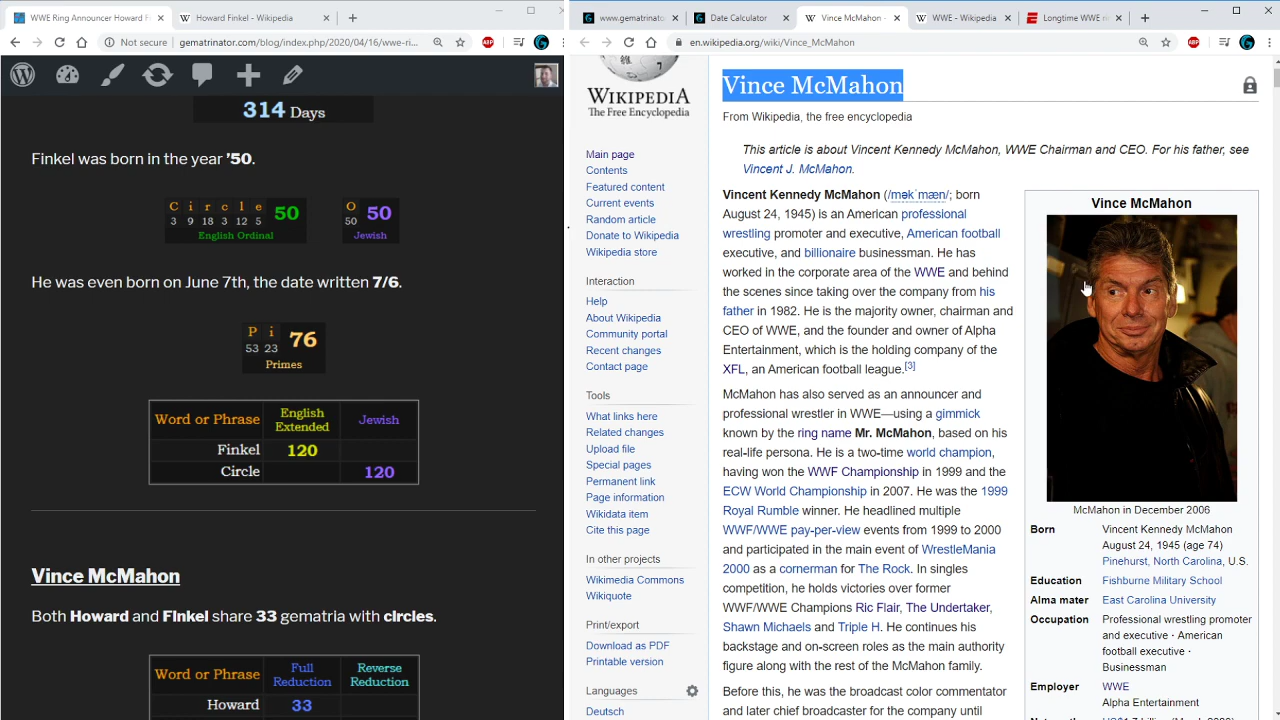 WWE Ring Announcer Howard F
Howard Finkel - Wikipedia
Not secure
gematrinator.com/blog/index.php/2020/04/16/wwe-ri...
314 Days
Finkel was born in the year '50.
C i r c l e 50
3 9 18 3 12 5
English Ordinal
O 50
50
Jewish
He was even born on June 7th, the date written 7/6.
P i 76
53 23
Primes
Word or Phrase English Extended Jewish
Finkel 120
Circle 120
Vince McMahon
Both Howard and Finkel share 33 gematria with circles.
Word or Phrase Full Reduction Reverse Reduction
Howard 33
www.gematrinator.c
Date Calculator
Vince McMahon -
WWE - Wikipedia
Longtime WWE ri
en.wikipedia.org/wiki/Vince_McMahon
WIKIPEDIA
The Free Encyclopedia
Main page
Contents
Featured content
Current events
Random article
Donate to Wikipedia
Wikipedia store
Interaction
Help
About Wikipedia
Community portal
Recent changes
Contact page
Tools
What links here
Related changes
Upload file
Special pages
Permanent link
Page information
Wikidata item
Cite this page
In other projects
Wikimedia Commons
Wikiquote
Print/export
Download as PDF
Printable version
Languages
Deutsch
Vince McMahon
From Wikipedia, the free encyclopedia
This article is about Vincent Kennedy McMahon, WWE Chairman and CEO. For his father, see
Vincent J. McMahon.
Vincent Kennedy McMahon (/məkˈmæn/; born
August 24, 1945) is an American professional
wrestling promoter and executive, American football
executive, and billionaire businessman. He has
worked in the corporate area of the WWE and behind
the scenes since taking over the company from his
father in 1982. He is the majority owner, chairman and
CEO of WWE, and the founder and owner of Alpha
Entertainment, which is the holding company of the
XFL, an American football league.[3]
McMahon has also served as an announcer and
professional wrestler in WWE—using a gimmick
known by the ring name Mr. McMahon, based on his
real-life persona. He is a two-time world champion,
having won the WWF Championship in 1999 and the
ECW World Championship in 2007. He was the 1999
Royal Rumble winner. He headlined multiple
WWF/WWE pay-per-view events from 1999 to 2000
and participated in the main event of WrestleMania
2000 as a cornerman for The Rock. In singles
competition, he holds victories over former
WWF/WWE Champions Ric Flair, The Undertaker,
Shawn Michaels and Triple H. He continues his
backstage and on-screen roles as the main authority
figure along with the rest of the McMahon family.
Before this, he was the broadcast color commentator
and later chief broadcaster for the company until
Vince McMahon
McMahon in December 2006
Born Vincent Kennedy McMahon
August 24, 1945 (age 74)
Pinehurst, North Carolina, U.S.
Education Fishburne Military School
Alma mater East Carolina University
Occupation Professional wrestling promoter
and executive · American
football executive ·
Businessman
Employer WWE
Alpha Entertainment